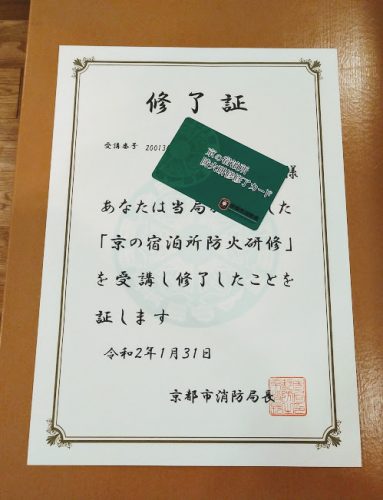 修了証
受講番号 20013
様
京の宿泊所
防火研修修了カード
あなたは当局 した
「京の宿泊所防火研修」
を受講し修了したことを
証します
令和2年1月31日
京都市消防局長